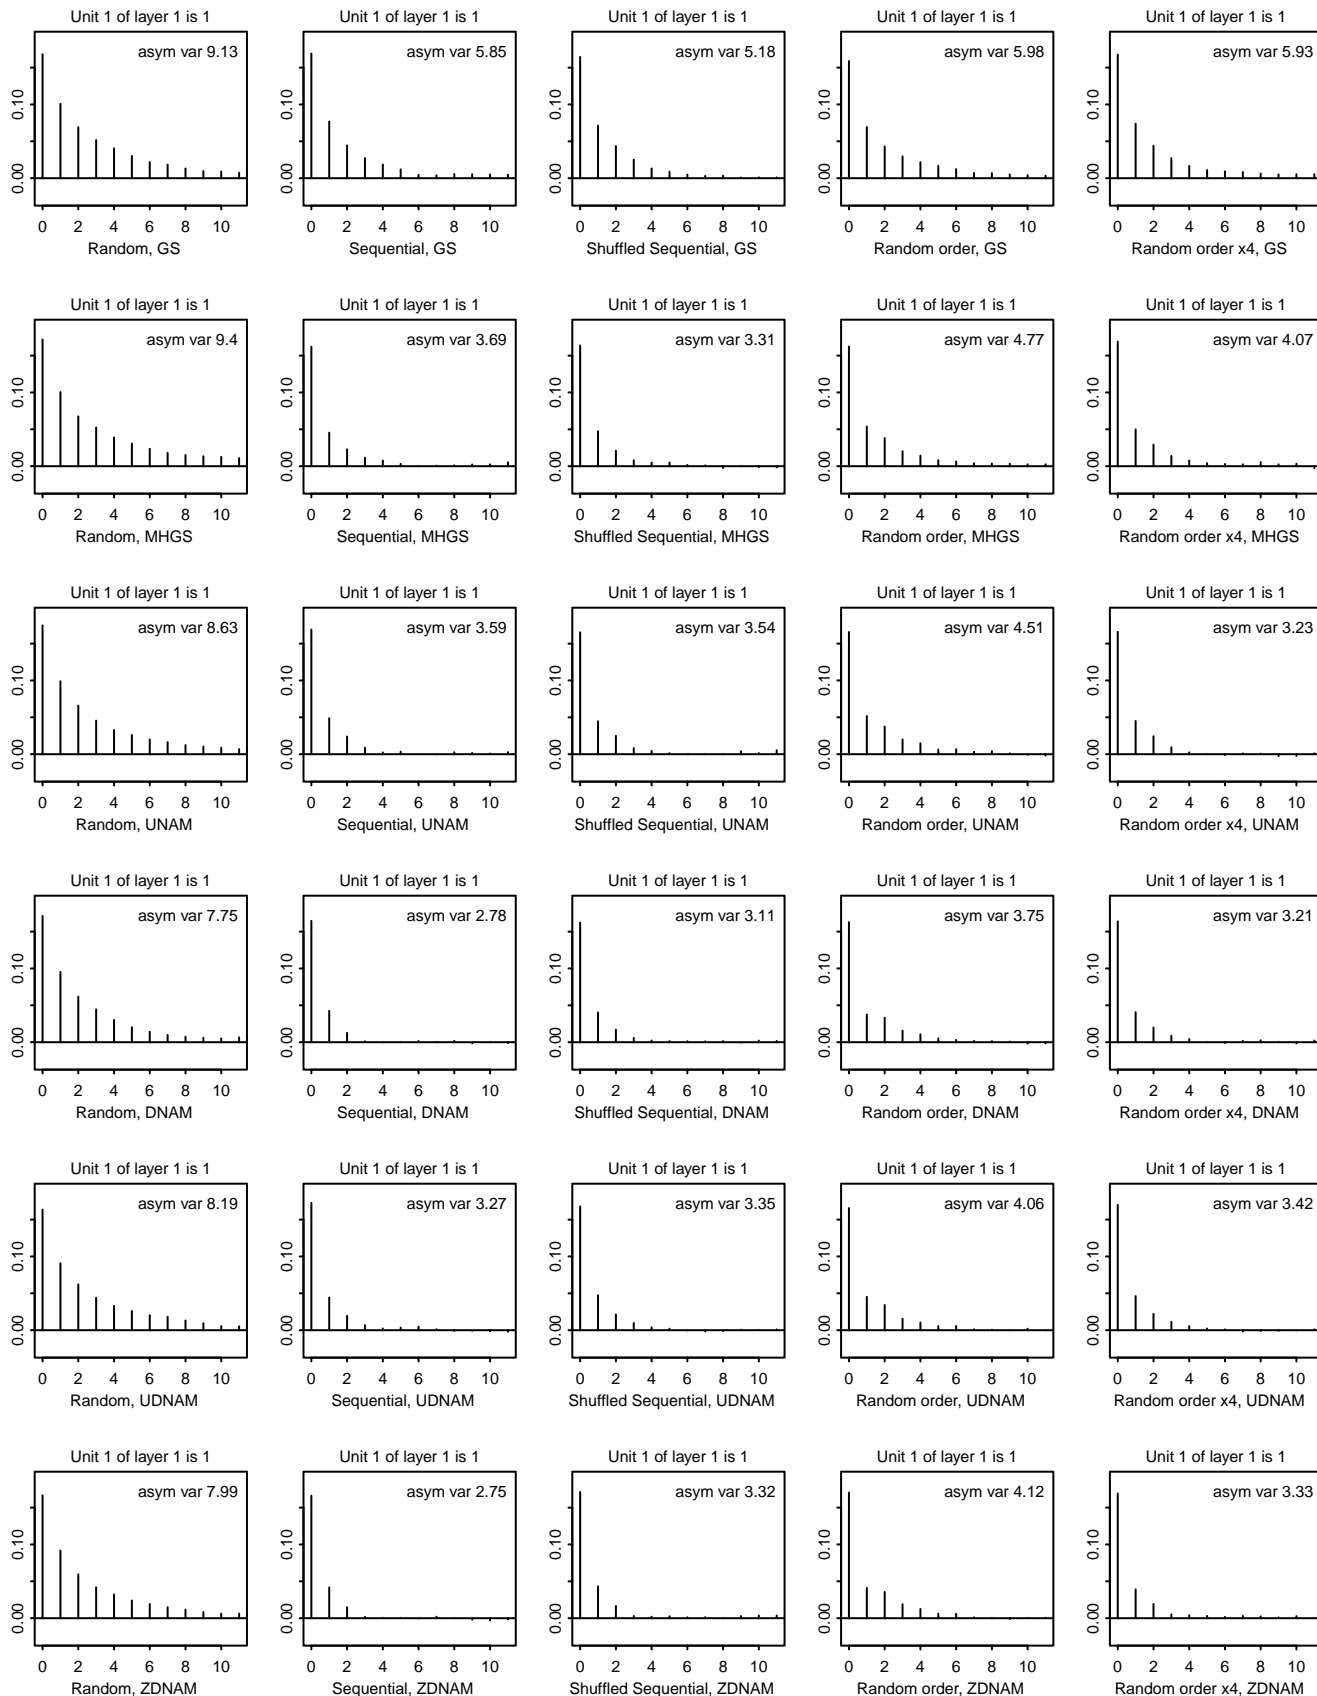 Unit 1 of layer 1 is 1 Unit 1 of layer 1 is 1 Unit 1 of layer 1 is 1 Unit 1 of layer 1 is 1 Unit 1 of layer 1 is 1
asym var 9.13 asym var 5.85 asym var 5.18 asym var 5.98 asym var 5.93
0.10 0.10 0.10 0.10 0.10
0.00 0.00 0.00 0.00 0.00
0 2 4 6 8 10 0 2 4 6 8 10 0 2 4 6 8 10 0 2 4 6 8 10 0 2 4 6 8 10
Random, GS Sequential, GS Shuffled Sequential, GS Random order, GS Random order x4, GS
Unit 1 of layer 1 is 1 Unit 1 of layer 1 is 1 Unit 1 of layer 1 is 1 Unit 1 of layer 1 is 1 Unit 1 of layer 1 is 1
asym var 9.4 asym var 3.69 asym var 3.31 asym var 4.77 asym var 4.07
0.10 0.10 0.10 0.10 0.10
0.00 0.00 0.00 0.00 0.00
0 2 4 6 8 10 0 2 4 6 8 10 0 2 4 6 8 10 0 2 4 6 8 10 0 2 4 6 8 10
Random, MHGS Sequential, MHGS Shuffled Sequential, MHGS Random order, MHGS Random order x4, MHGS
Unit 1 of layer 1 is 1 Unit 1 of layer 1 is 1 Unit 1 of layer 1 is 1 Unit 1 of layer 1 is 1 Unit 1 of layer 1 is 1
asym var 8.63 asym var 3.59 asym var 3.54 asym var 4.51 asym var 3.23
0.10 0.10 0.10 0.10 0.10
0.00 0.00 0.00 0.00 0.00
0 2 4 6 8 10 0 2 4 6 8 10 0 2 4 6 8 10 0 2 4 6 8 10 0 2 4 6 8 10
Random, UNAM Sequential, UNAM Shuffled Sequential, UNAM Random order, UNAM Random order x4, UNAM
Unit 1 of layer 1 is 1 Unit 1 of layer 1 is 1 Unit 1 of layer 1 is 1 Unit 1 of layer 1 is 1 Unit 1 of layer 1 is 1
asym var 7.75 asym var 2.78 asym var 3.11 asym var 3.75 asym var 3.21
0.10 0.10 0.10 0.10 0.10
0.00 0.00 0.00 0.00 0.00
0 2 4 6 8 10 0 2 4 6 8 10 0 2 4 6 8 10 0 2 4 6 8 10 0 2 4 6 8 10
Random, DNAM Sequential, DNAM Shuffled Sequential, DNAM Random order, DNAM Random order x4, DNAM
Unit 1 of layer 1 is 1 Unit 1 of layer 1 is 1 Unit 1 of layer 1 is 1 Unit 1 of layer 1 is 1 Unit 1 of layer 1 is 1
asym var 8.19 asym var 3.27 asym var 3.35 asym var 4.06 asym var 3.42
0.10 0.10 0.10 0.10 0.10
0.00 0.00 0.00 0.00 0.00
0 2 4 6 8 10 0 2 4 6 8 10 0 2 4 6 8 10 0 2 4 6 8 10 0 2 4 6 8 10
Random, UDNAM Sequential, UDNAM Shuffled Sequential, UDNAM Random order, UDNAM Random order x4, UDNAM
Unit 1 of layer 1 is 1 Unit 1 of layer 1 is 1 Unit 1 of layer 1 is 1 Unit 1 of layer 1 is 1 Unit 1 of layer 1 is 1
asym var 7.99 asym var 2.75 asym var 3.32 asym var 4.12 asym var 3.33
0.10 0.10 0.10 0.10 0.10
0.00 0.00 0.00 0.00 0.00
0 2 4 6 8 10 0 2 4 6 8 10 0 2 4 6 8 10 0 2 4 6 8 10 0 2 4 6 8 10
Random, ZDNAM Sequential, ZDNAM Shuffled Sequential, ZDNAM Random order, ZDNAM Random order x4, ZDNAM